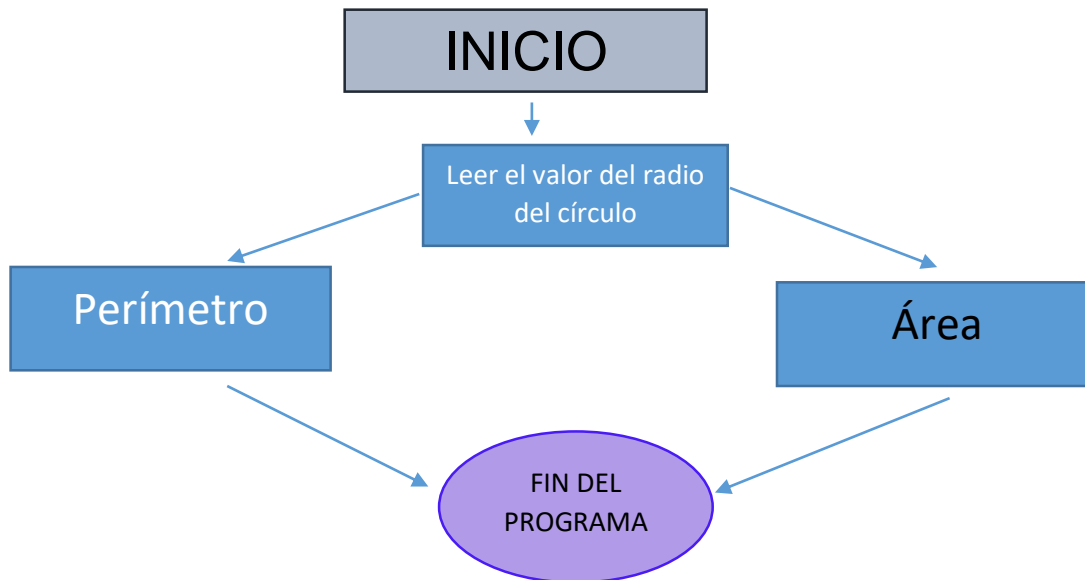 INICIO
Leer el valor del radio
del círculo
Perímetro
Área
FIN DEL
PROGRAMA